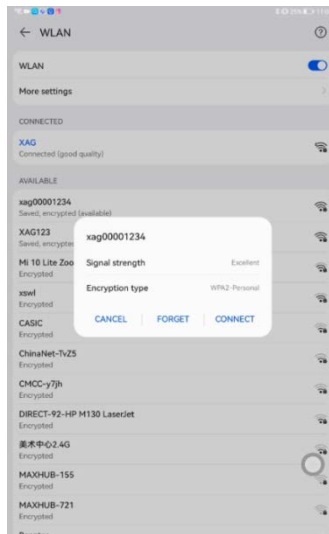 WLAN
WLAN
More settings
CONNECTED
XAG
Connected (good quality)
AVAILABLE
xag00001234
Saved, encrypted (available)
XAG123
Saved, encrypted
xag00001234
Mi 10 Lite Zoo
Signal strength Excellent
Encrypted
Encryption type WPA2-Personal
xswl
Encrypted
CANCEL FORGET CONNECT
CASIC
Encrypted
ChinaNet-TvZ5
Encrypted
CMCC-y7jh
Encrypted
DIRECT-92-HP M130 LaserJet
Encrypted
美术中心2.4G
Encrypted
MAXHUB-155
Encrypted
MAXHUB-721
Encrypted